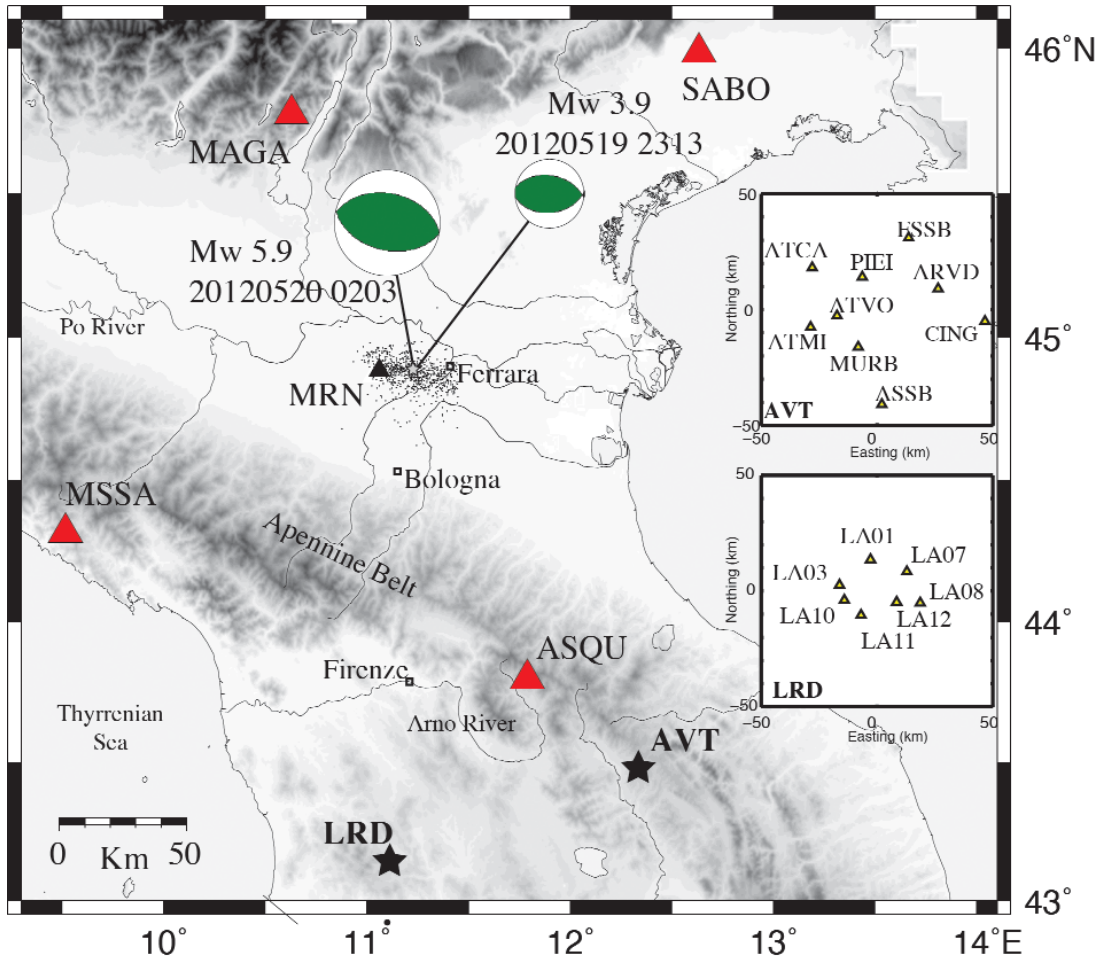 46°N
SABO
Mw 3.9
20120519 2313
MAGA
Mw 5.9
20120520 0203
Po River
MRN
Ferrara
45°
Bologna
MSSA
Apennine Belt
44°
ASQU
Firenze
Arno River
Thyrrenian
Sea
AVT
LRD
0 Km 50
43°
10° 11° 12° 13° 14°E
50
FSSB
ATCA
PIEI
ARVD
Northing (km)
0
ATVO
CING
ATMI
MURB
ASSB
AVT
−50
−50 0 50
Easting (km)
50
LA01
LA07
LA03
Northing (km)
0
LA08
LA10
LA12
LA11
LRD
−50
−50 0 50
Easting (km)